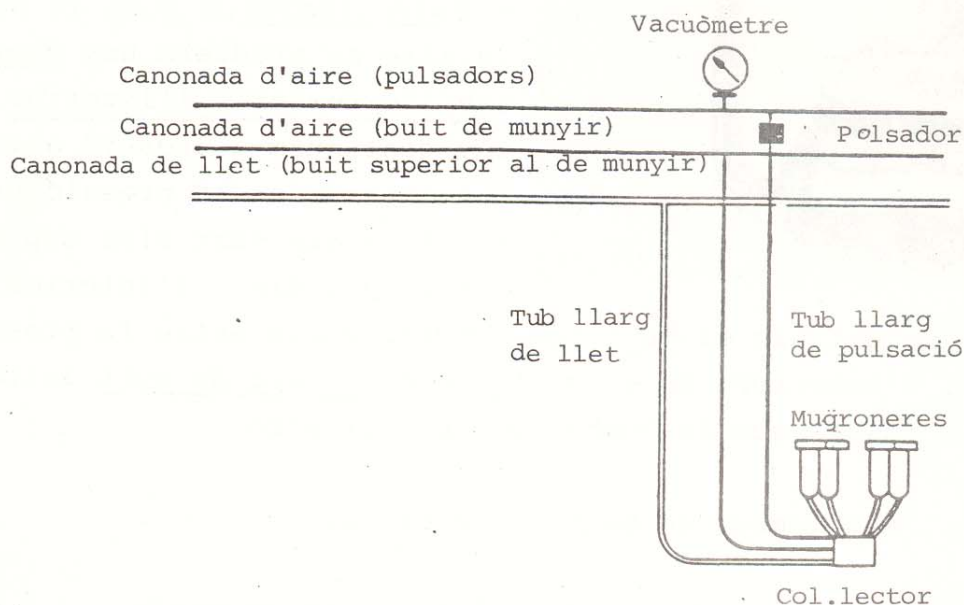 Vacuòmetre
Canonada d'aire (pulsadors)
Canonada d'aire (buit de munyir)
Polsador
Canonada de llet (buit superior al de munyir)
Tub llarg
de llet
Tub llarg
de pulsació
Mugroneres
Col.lector